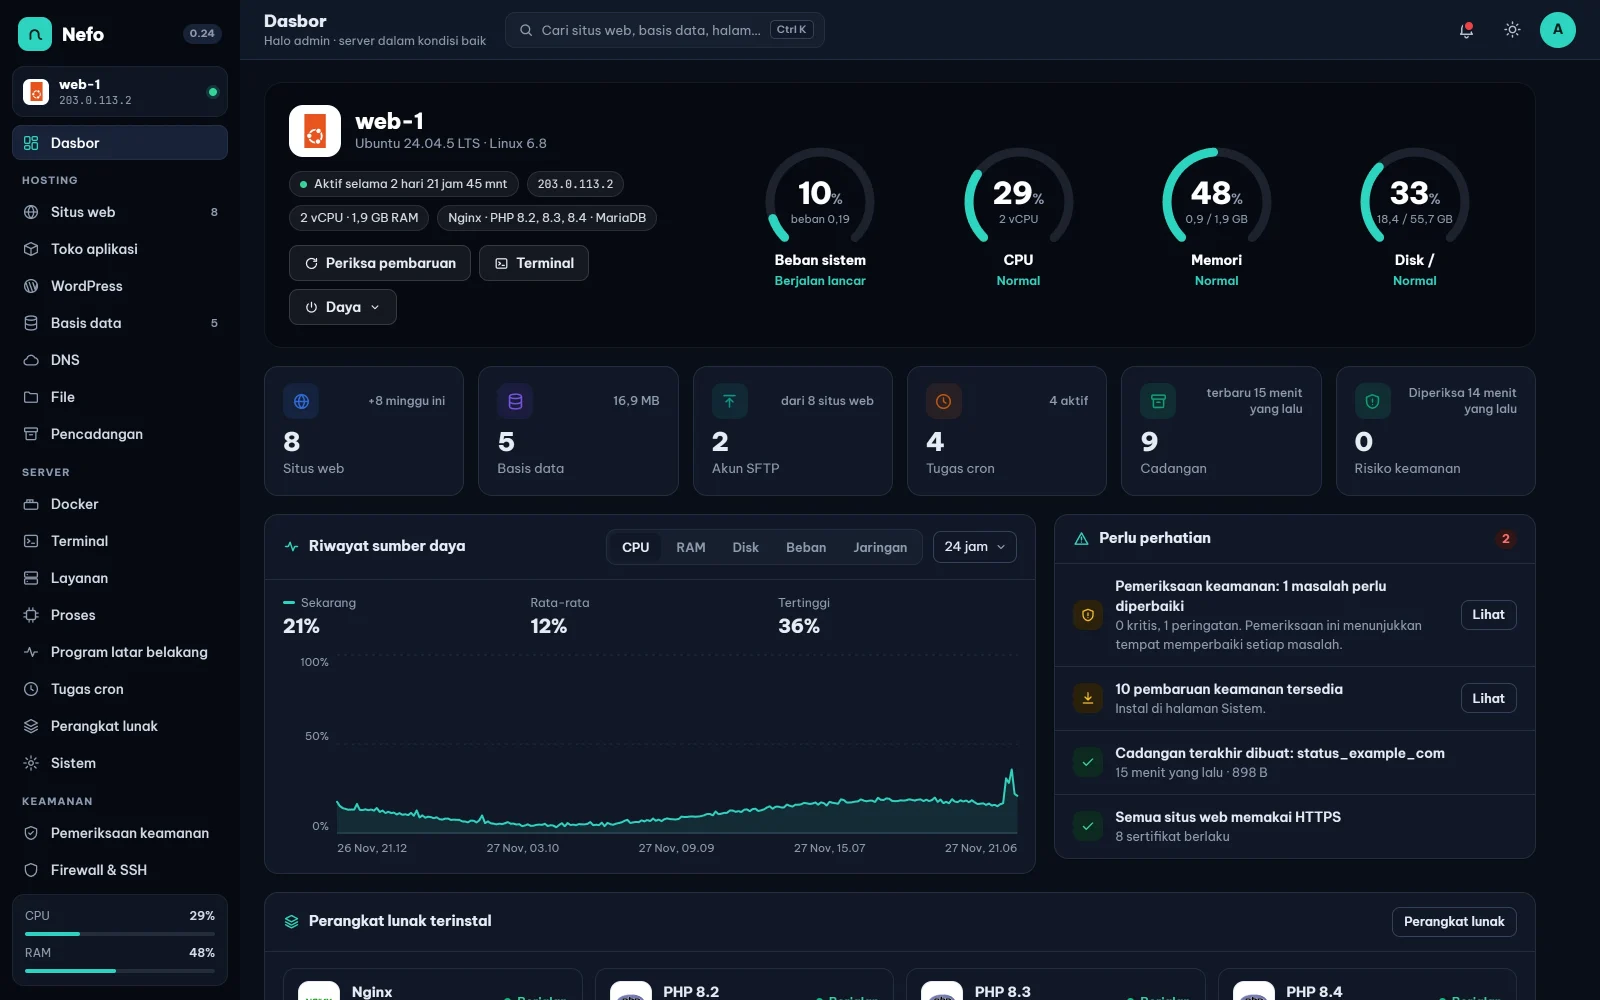 Nefo
0.24
web-1
203.0.113.2
Dasbor
HOSTING
Situs web
8
Toko aplikasi
WordPress
Basis data
5
DNS
File
Pencadangan
SERVER
Docker
Terminal
Layanan
Proses
Program latar belakang
Tugas cron
Perangkat lunak
Sistem
KEAMANAN
Pemeriksaan keamanan
Firewall & SSH
CPU
29%
RAM
48%
Dasbor
Halo admin · server dalam kondisi baik
Cari situs web, basis data, halam...
Ctrl K
A
web-1
Ubuntu 24.04.5 LTS · Linux 6.8
Aktif selama 2 hari 21 jam 45 mnt
203.0.113.2
2 vCPU · 1,9 GB RAM
Nginx · PHP 8.2, 8.3, 8.4 · MariaDB
Periksa pembaruan
Terminal
Daya
10%
beban 0,19
Beban sistem
Berjalan lancar
29%
2 vCPU
CPU
Normal
48%
0,9 / 1,9 GB
Memori
Normal
33%
18,4 / 55,7 GB
Disk /
Normal
+8 minggu ini
8
Situs web
16,9 MB
5
Basis data
dari 8 situs web
2
Akun SFTP
4 aktif
4
Tugas cron
terbaru 15 menit
yang lalu
9
Cadangan
Diperiksa 14 menit
yang lalu
0
Risiko keamanan
Riwayat sumber daya
CPU
RAM
Disk
Beban
Jaringan
24 jam
Sekarang
21%
Rata-rata
12%
Tertinggi
36%
100%
50%
0%
26 Nov, 21.12
27 Nov, 03.10
27 Nov, 09.09
27 Nov, 15.07
27 Nov, 21.06
Perlu perhatian
2
Pemeriksaan keamanan: 1 masalah perlu
diperbaiki
0 kritis, 1 peringatan. Pemeriksaan ini menunjukkan
tempat memperbaiki setiap masalah.
Lihat
10 pembaruan keamanan tersedia
Instal di halaman Sistem.
Lihat
Cadangan terakhir dibuat: status_example_com
15 menit yang lalu · 898 B
Semua situs web memakai HTTPS
8 sertifikat berlaku
Perangkat lunak terinstal
Perangkat lunak
Nginx
PHP 8.2
PHP 8.3
PHP 8.4